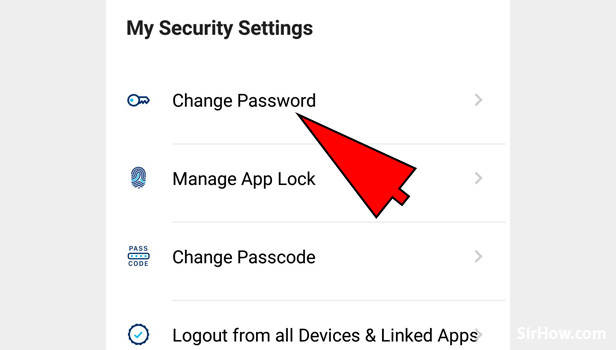 My Security Settings
Change Password
Manage App Lock
PASS
CODE
Change Passcode
Logout from all Devices & Linked Apps
SirHow.com